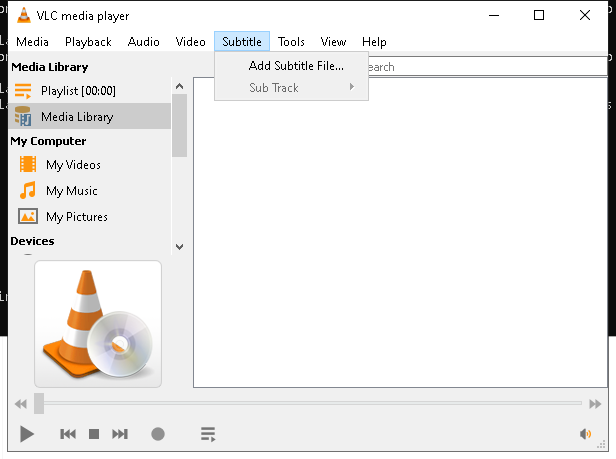 VLC media player
Media Playback Audio Video Subtitle Tools View Help
Media Library
Add Subtitle File...
Sub Track
Playlist [00:00]
Media Library
My Computer
My Videos
My Music
My Pictures
Devices